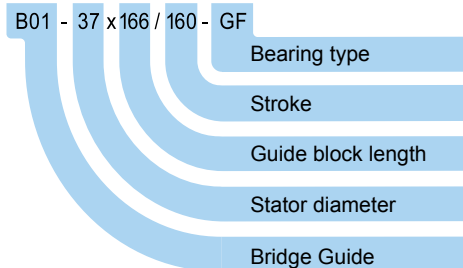 B01 - 37 x 166 / 160 - GF
Bearing type
Stroke
Guide block length
Stator diameter
Bridge Guide